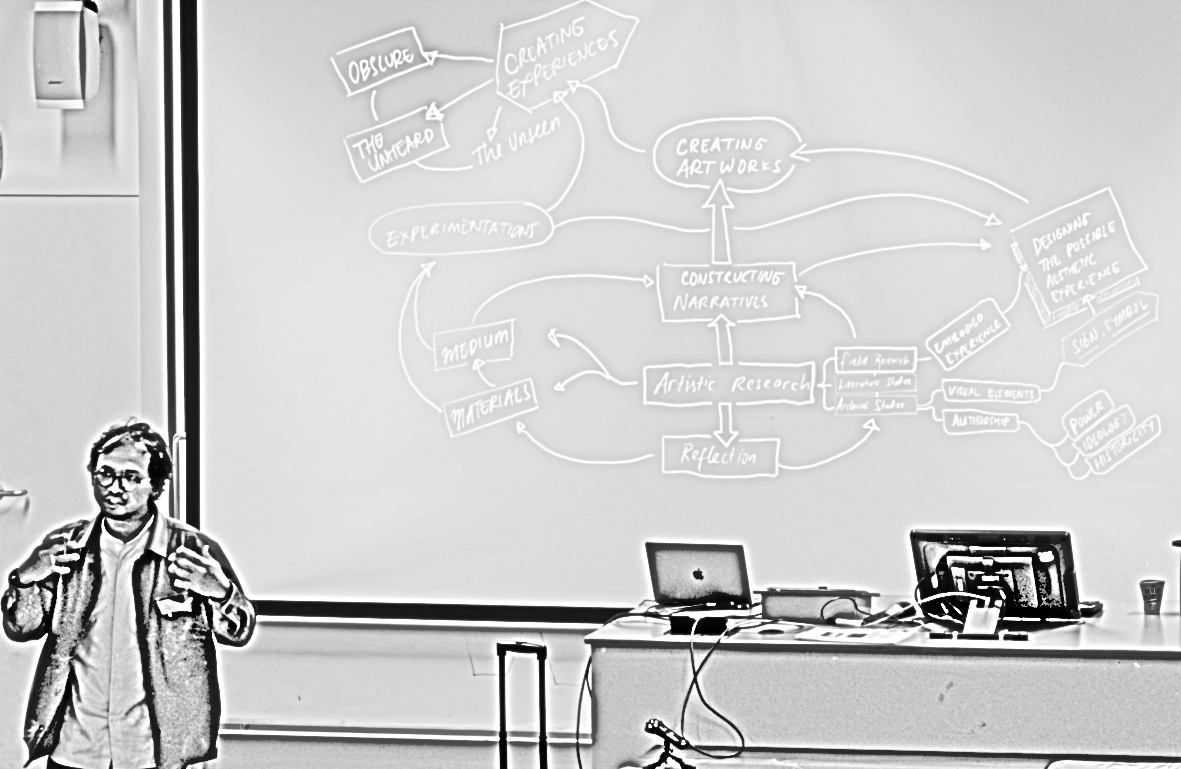 OBSCURE
CREATING
EXPERIENCES
THE
UNHEARD
The Unseen
CREATING
ARTWORKS
EXPERIMENTATIONS
DESIGNING
THE POSSIBLE
AESTHETIC
EXPERIENCE
CONSTRUCTING
NARRATIVES
SIGN SYMBOL
EMBODIED
EXPERIENCE
MEDIUM
Field Research
Artistic Research
Literature Studies
MATERIALS
VISUAL ELEMENTS
Archival Studies
AUTHORSHIP
POWER
IDEOLOGY
HISTORICITY
Reflection